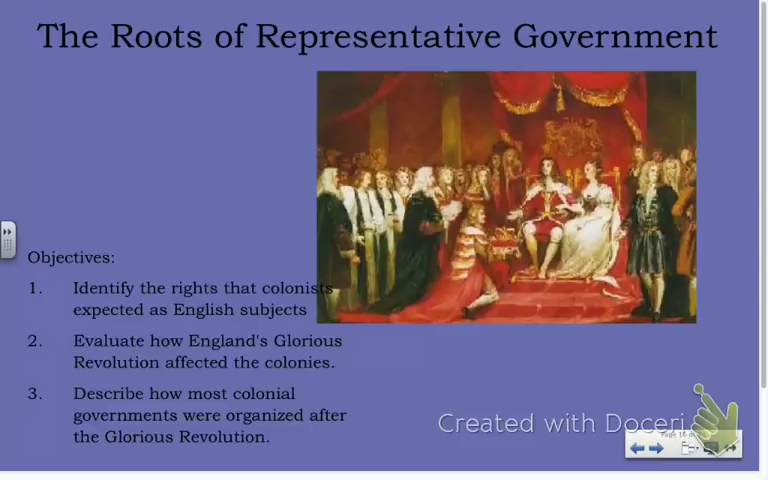 The Roots of Representative Government
Objectives:
1. Identify the rights that colonists
expected as English subjects
2. Evaluate how England's Glorious
Revolution affected the colonies.
3. Describe how most colonial
governments were organized after
the Glorious Revolution.
Created with Doceri
Page 16